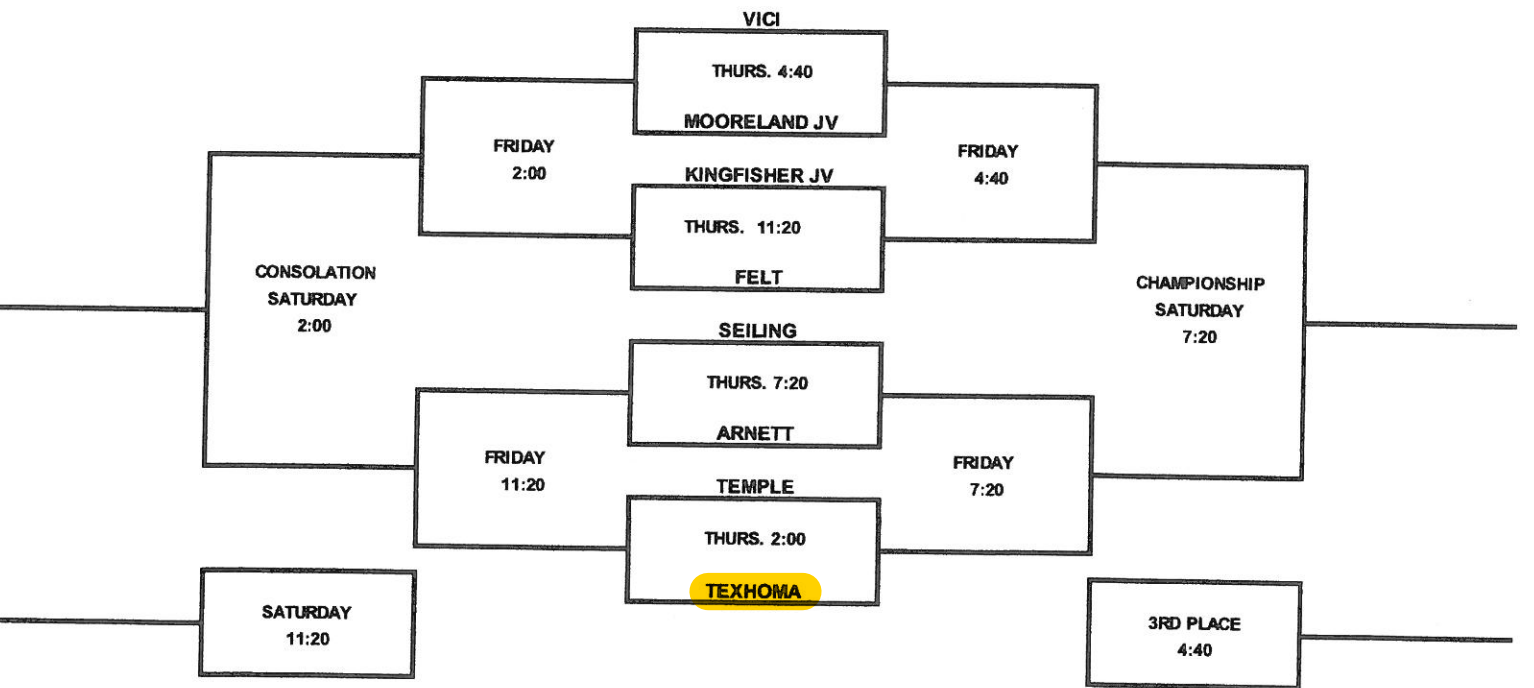 VICI
THURS. 4:40
MOORELAND JV
FRIDAY
2:00
FRIDAY
4:40
KINGFISHER JV
THURS. 11:20
FELT
CONSOLATION
SATURDAY
2:00
CHAMPIONSHIP
SATURDAY
7:20
SEILING
THURS. 7:20
ARNETT
FRIDAY
11:20
FRIDAY
7:20
TEMPLE
THURS. 2:00
TEXHOMA
SATURDAY
11:20
3RD PLACE
4:40